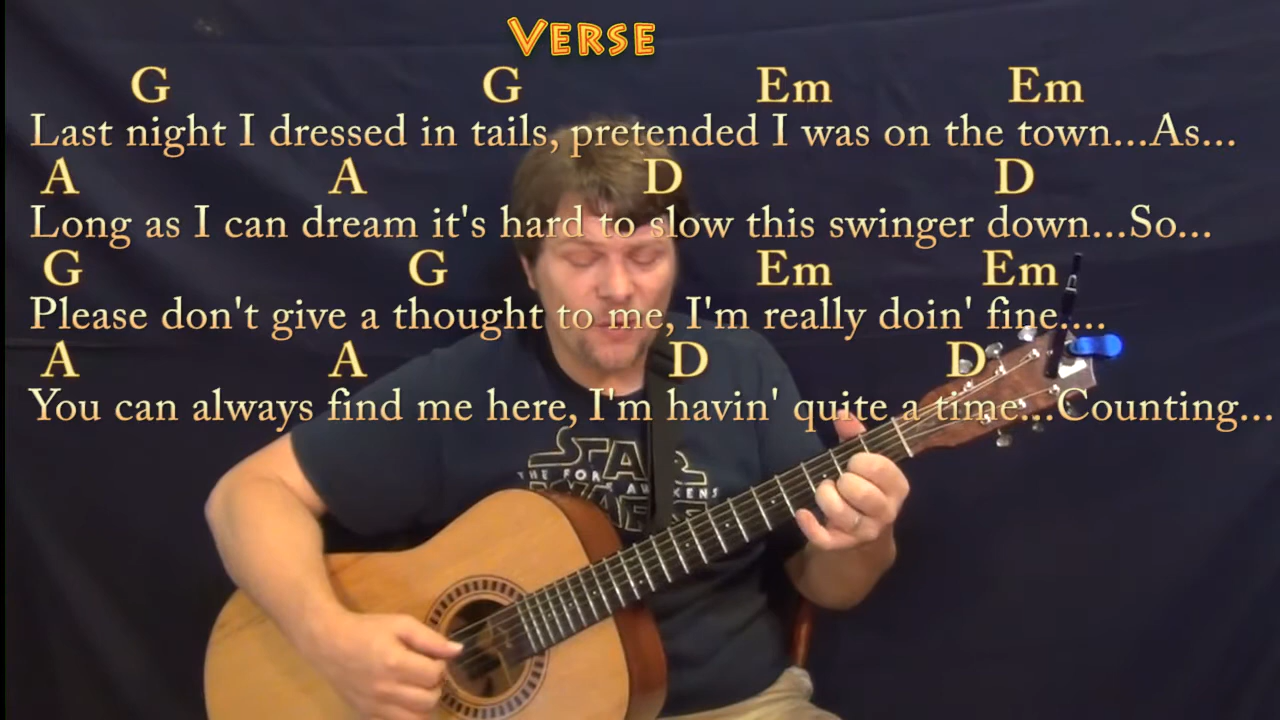 VERSE
G G Em Em
Last night I dressed in tails, pretended I was on the town...As...
A A D D
Long as I can dream it's hard to slow this swinger down...So...
G G Em Em
Please don't give a thought to me, I'm really doin' fine....
A A D D
You can always find me here, I'm havin' quite a time...Counting...
STAR
THE FORCE AWAKENS
WARS